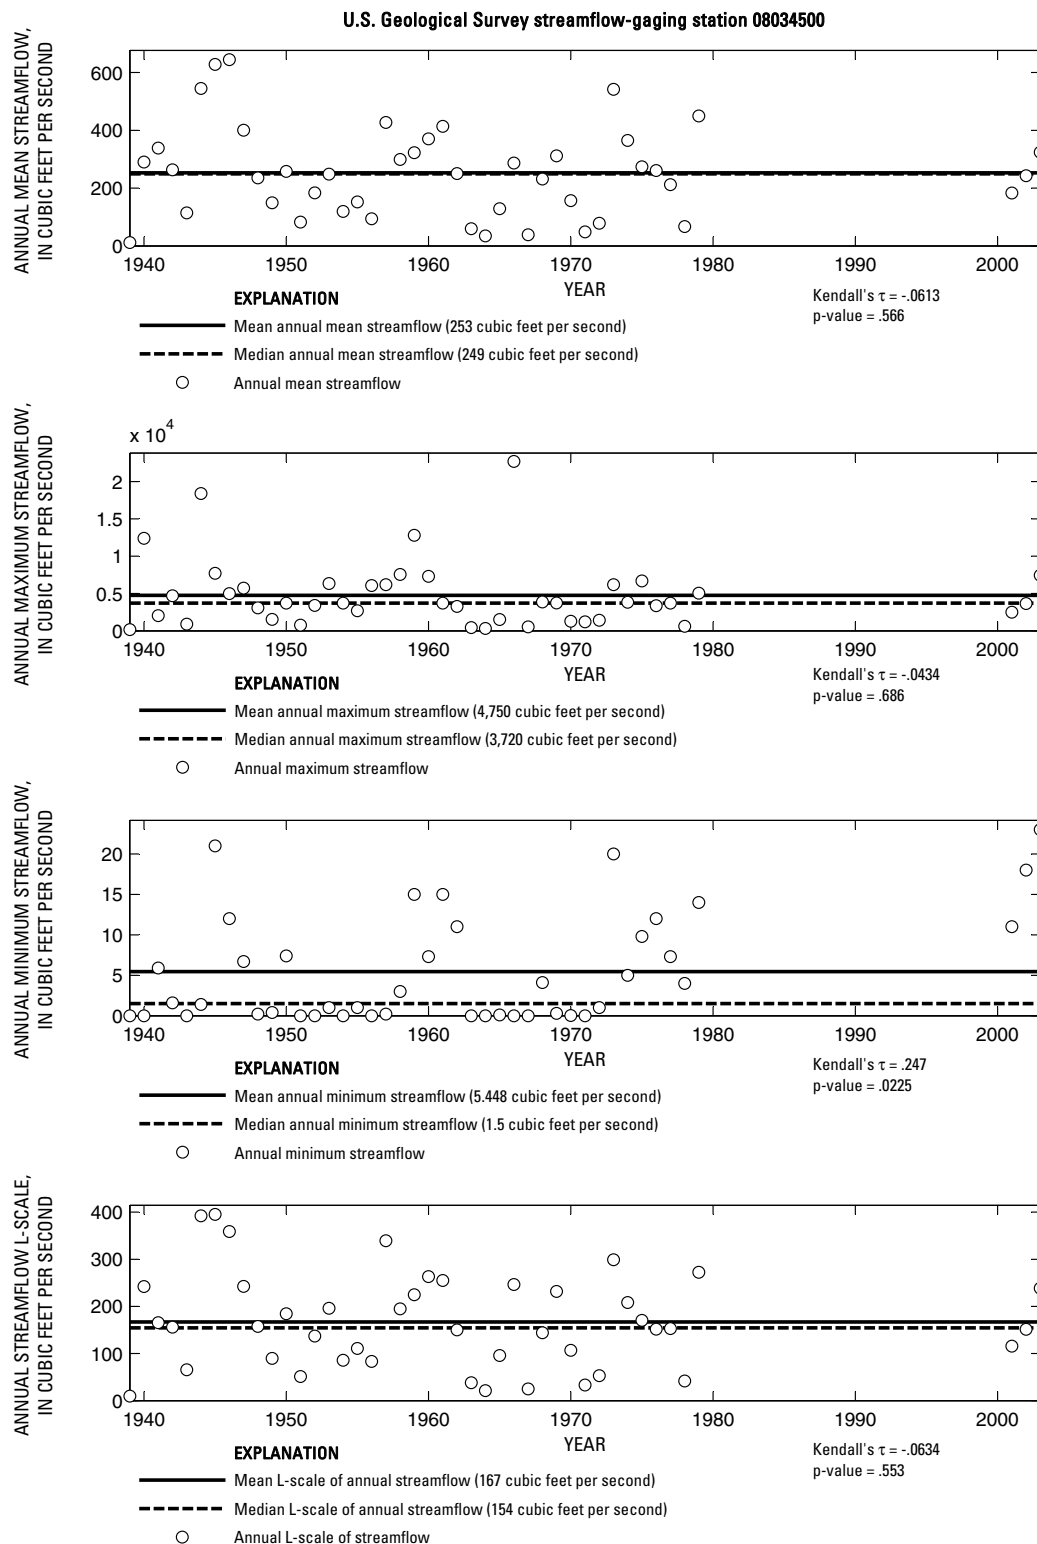 U.S. Geological Survey streamflow-gaging station 08034500
ANNUAL MEAN STREAMFLOW,
IN CUBIC FEET PER SECOND
600
400
200
0
1940 1950 1960 1970 1980 1990 2000
YEAR
Kendall's τ = -.0613
p-value = .566
EXPLANATION
Mean annual mean streamflow (253 cubic feet per second)
Median annual mean streamflow (249 cubic feet per second)
Annual mean streamflow
ANNUAL MAXIMUM STREAMFLOW,
IN CUBIC FEET PER SECOND
x 10^4
2
1.5
1
0.5
0
1940 1950 1960 1970 1980 1990 2000
YEAR
Kendall's τ = -.0434
p-value = .686
EXPLANATION
Mean annual maximum streamflow (4,750 cubic feet per second)
Median annual maximum streamflow (3,720 cubic feet per second)
Annual maximum streamflow
ANNUAL MINIMUM STREAMFLOW,
IN CUBIC FEET PER SECOND
20
15
10
5
0
1940 1950 1960 1970 1980 1990 2000
YEAR
Kendall's τ = .247
p-value = .0225
EXPLANATION
Mean annual minimum streamflow (5.448 cubic feet per second)
Median annual minimum streamflow (1.5 cubic feet per second)
Annual minimum streamflow
ANNUAL STREAMFLOW L-SCALE,
IN CUBIC FEET PER SECOND
400
300
200
100
0
1940 1950 1960 1970 1980 1990 2000
YEAR
Kendall's τ = -.0634
p-value = .553
EXPLANATION
Mean L-scale of annual streamflow (167 cubic feet per second)
Median L-scale of annual streamflow (154 cubic feet per second)
Annual L-scale of streamflow